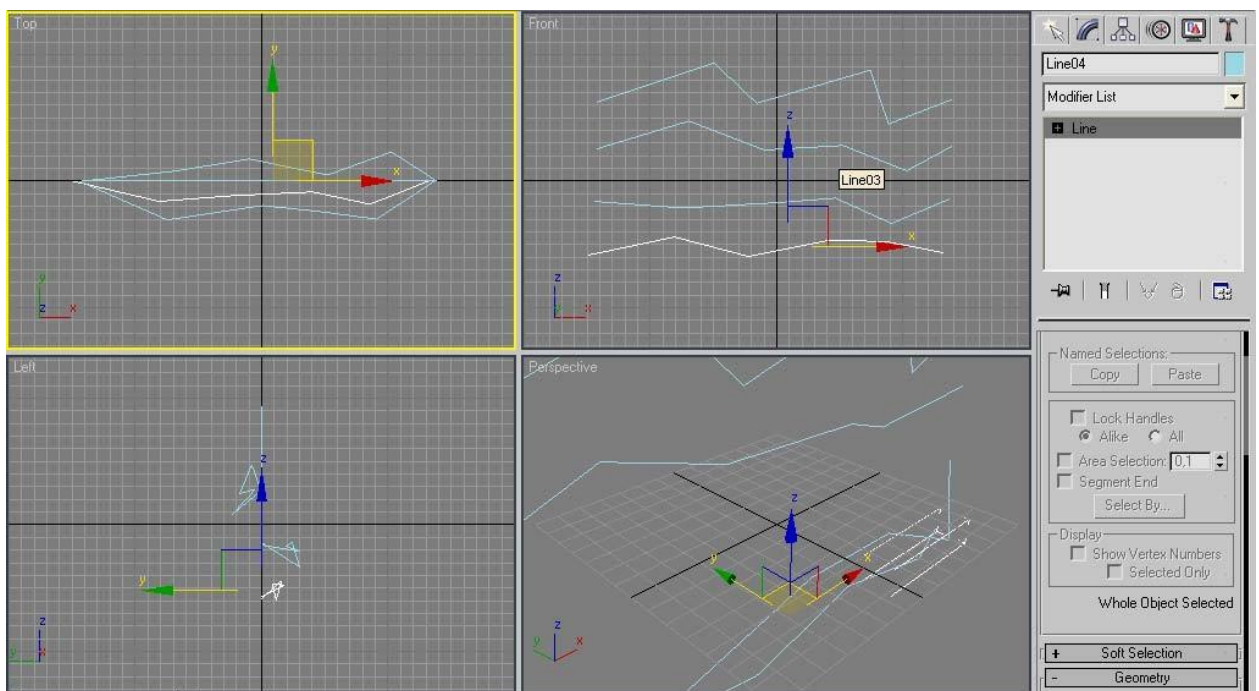 Top
y
x
y
z x
Front
z
Line03
x
z
y x
Left
z
y
z
y x
Perspective
z
y x
z
y x
Line04
Modifier List
Line
Named Selections:
Copy Paste
Lock Handles
Alike All
Area Selection: 0,1
Segment End
Select By...
Display
Show Vertex Numbers
Selected Only
Whole Object Selected
+ Soft Selection
- Geometry